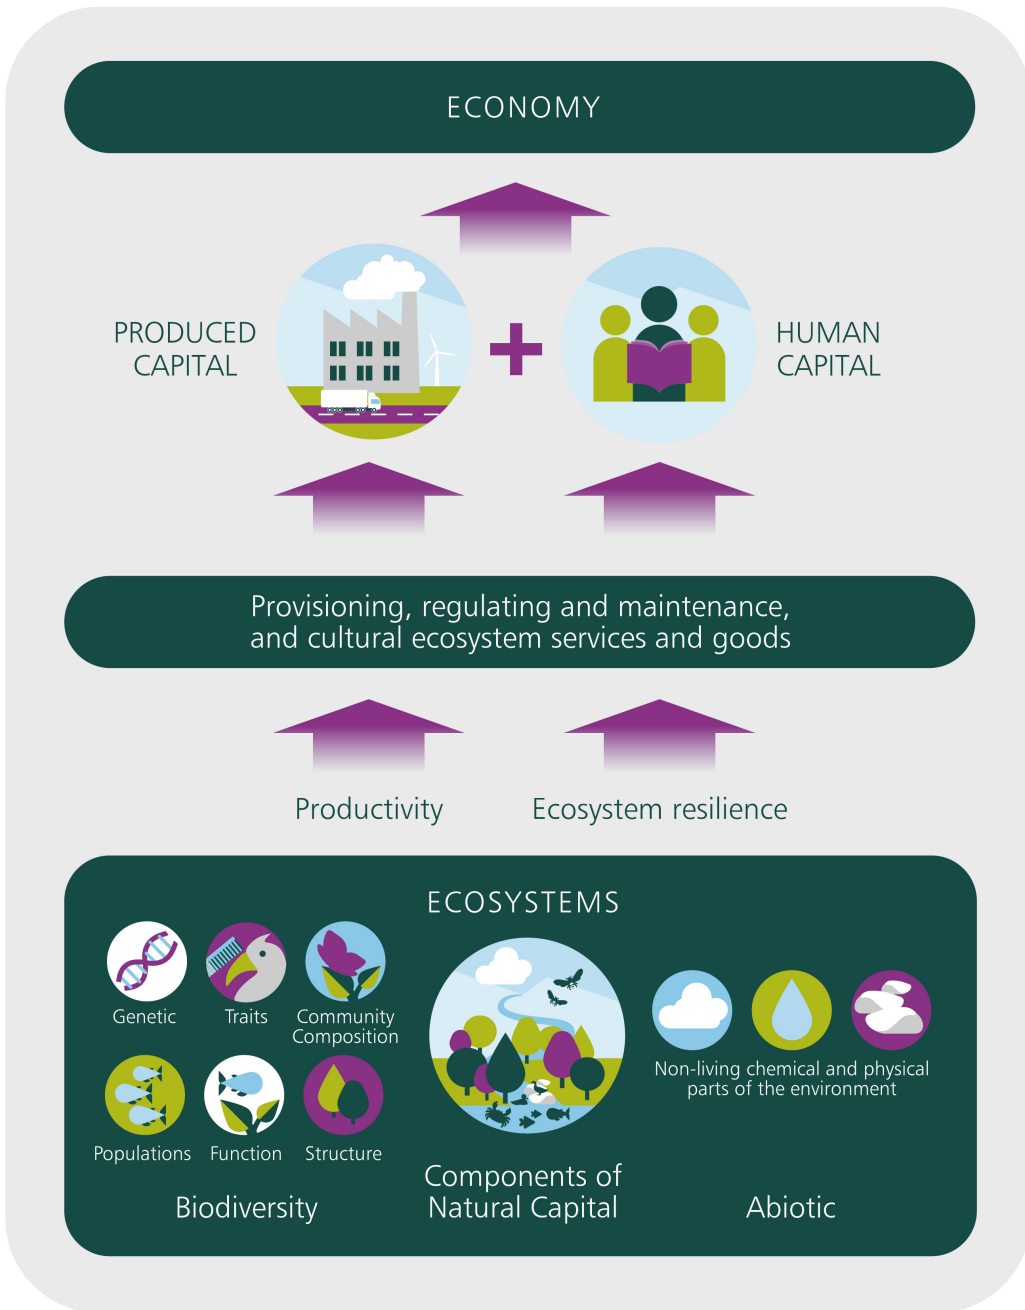 ECONOMY
PRODUCED
CAPITAL
HUMAN
CAPITAL
Provisioning, regulating and maintenance,
and cultural ecosystem services and goods
Productivity
Ecosystem resilience
ECOSYSTEMS
Genetic
Traits
Community
Composition
Populations
Function
Structure
Biodiversity
Components of
Natural Capital
Non-living chemical and physical
parts of the environment
Abiotic